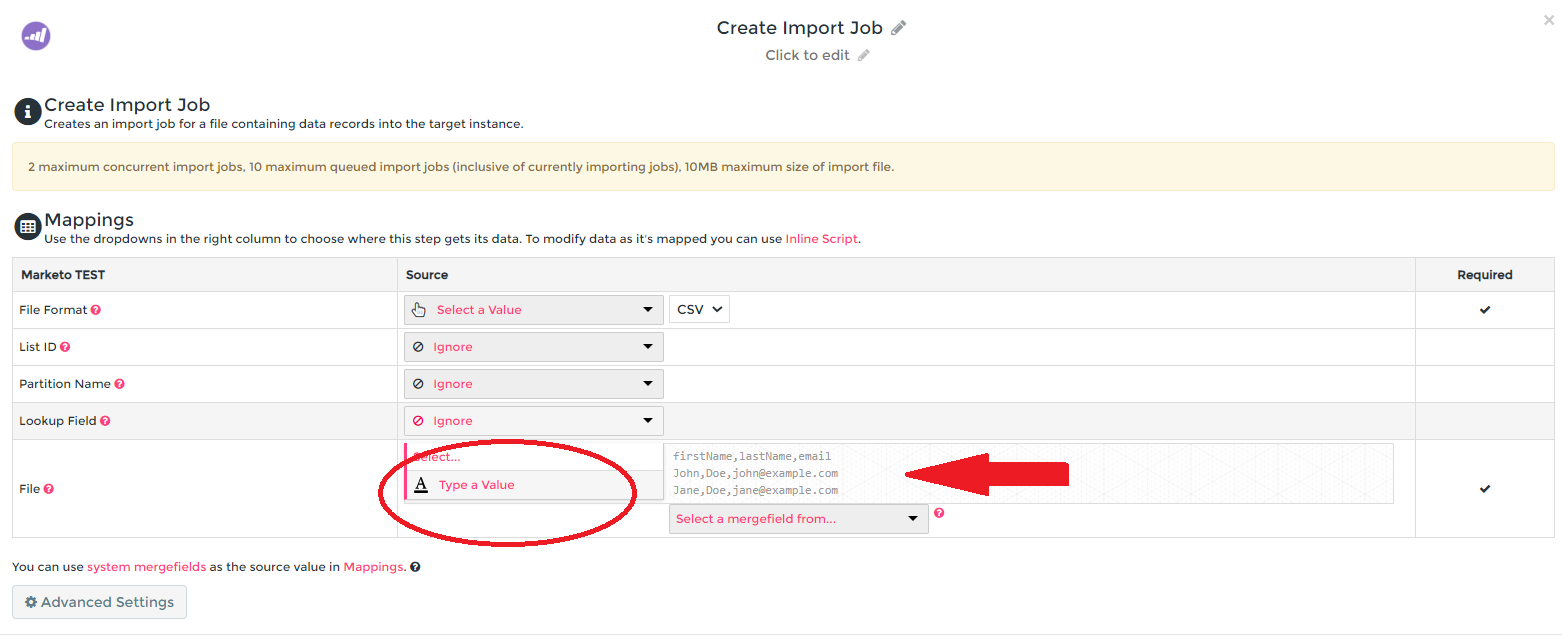 Create Import Job
Click to edit
Create Import Job
Creates an import job for a file containing data records into the target instance.
2 maximum concurrent import jobs, 10 maximum queued import jobs (inclusive of currently importing jobs), 10MB maximum size of import file.
Mappings
Use the dropdowns in the right column to choose where this step gets its data. To modify data as it's mapped you can use Inline Script.
Marketo TEST Source Required
File Format Select a Value CSV
List ID Ignore
Partition Name Ignore
Lookup Field Ignore
Select... firstName,lastName,email
John,Doe,john@example.com
File Type a Value Jane,Doe,jane@example.com
Select a mergefield from...
You can use system mergefields as the source value in Mappings.
Advanced Settings